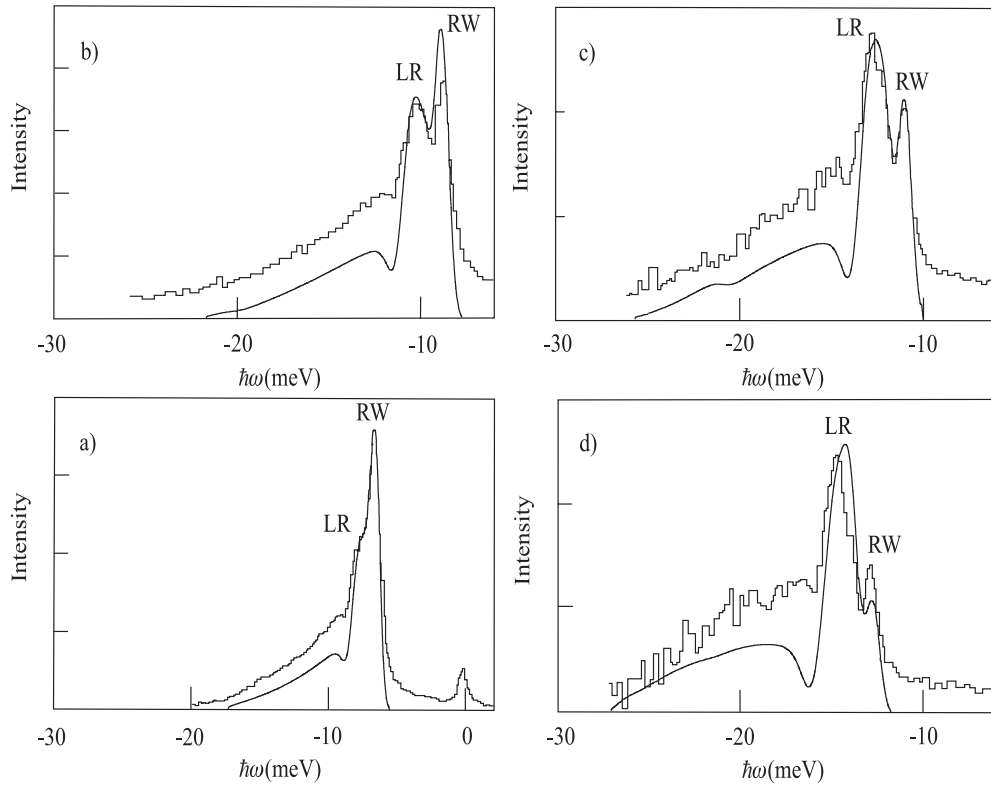 b)
RW
LR
Intensity
-30
-20
-10
ħω(meV)
c)
LR
RW
Intensity
-30
-20
-10
ħω(meV)
a)
RW
LR
Intensity
-30
-20
-10
0
ħω(meV)
d)
LR
RW
Intensity
-30
-20
-10
ħω(meV)